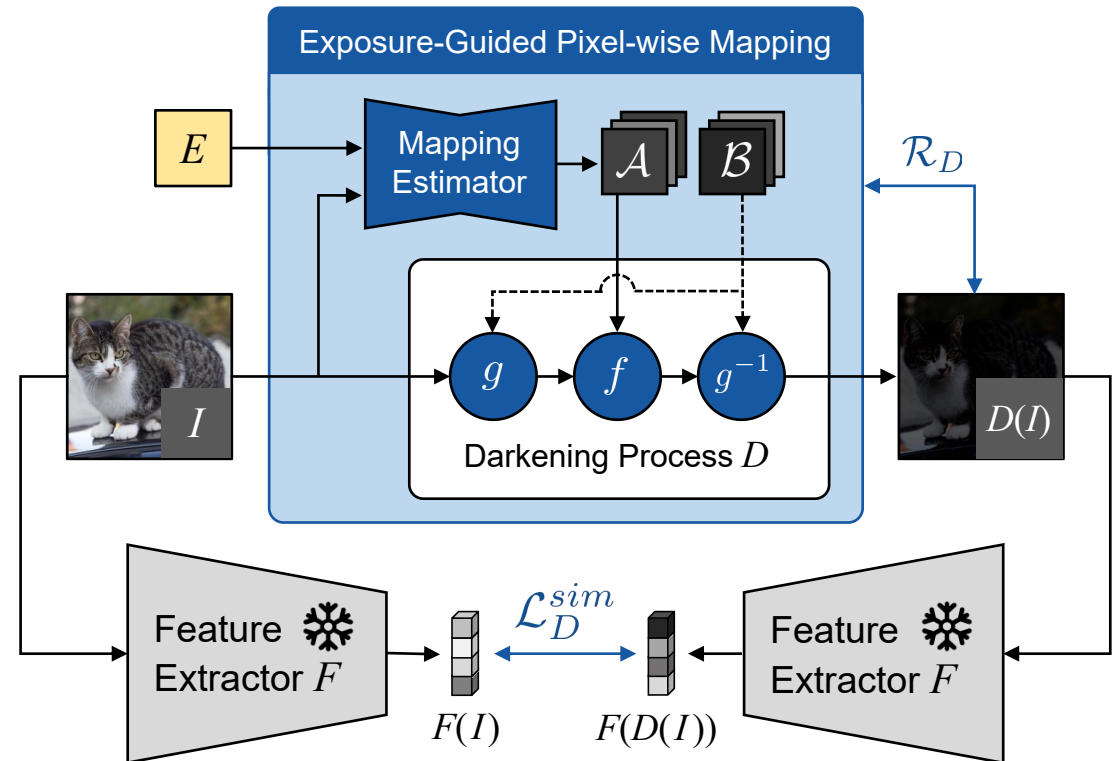 Exposure-Guided Pixel-wise Mapping
E
Mapping
Estimator
𝒜
ℬ
ℛ_D
I
g
f
g⁻¹
D(I)
Darkening Process D
Feature
Extractor F
ℒ_D^{sim}
Feature
Extractor F
F(I)
F(D(I))